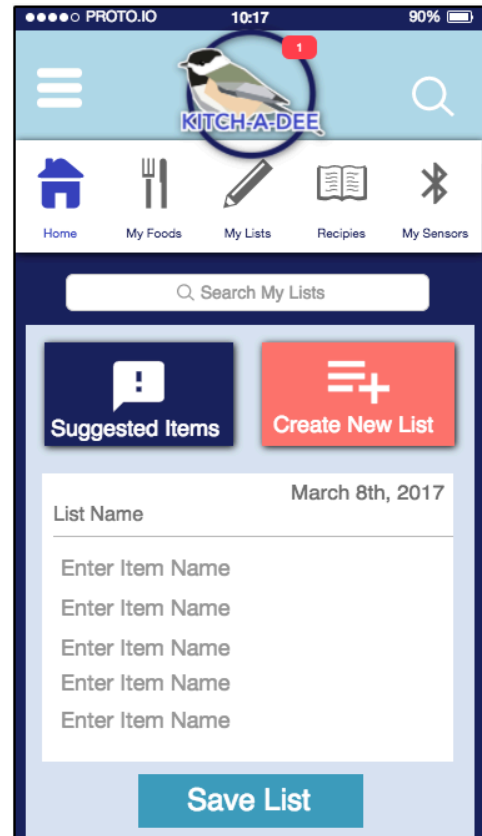 PROTO.IO 10:17 90%
1
KITCH-A-DEE
Home My Foods My Lists Recipies My Sensors
Search My Lists
Suggested Items Create New List
March 8th, 2017
List Name
Enter Item Name
Enter Item Name
Enter Item Name
Enter Item Name
Enter Item Name
Save List